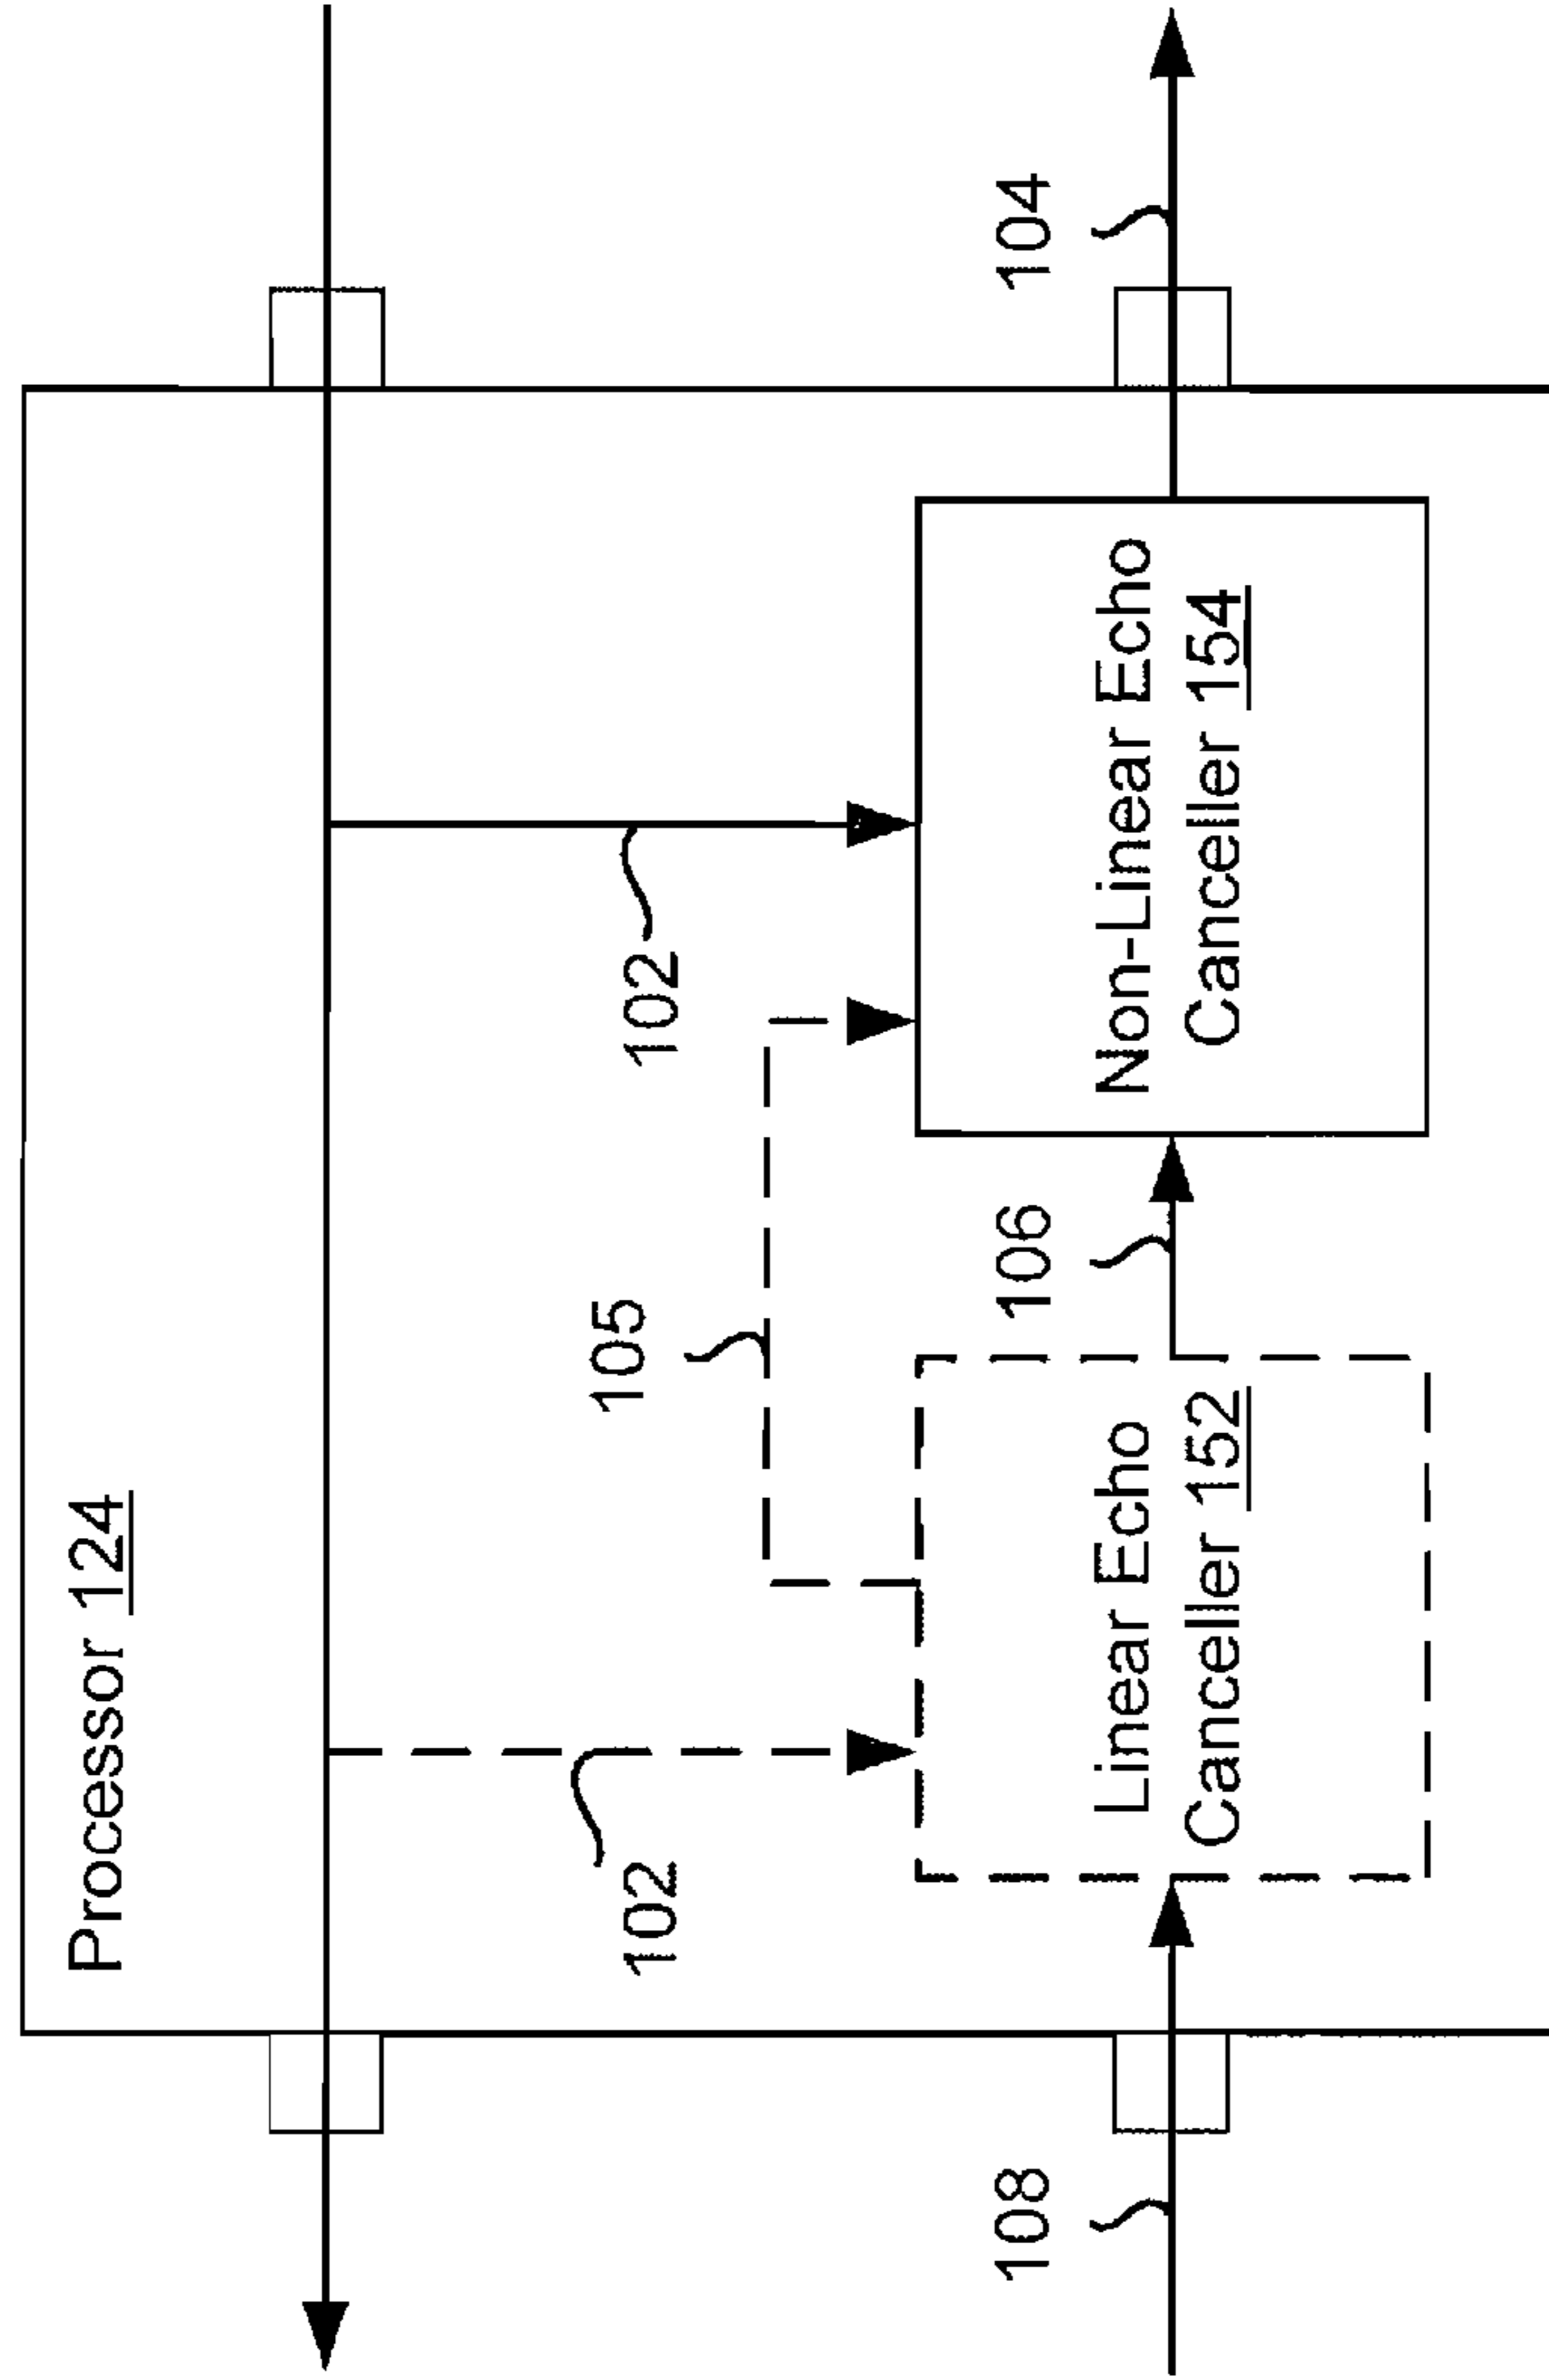 Processor 124
102
102
105
108
106
104
Linear Echo
Canceller 152
Non-Linear Echo
Canceller 154